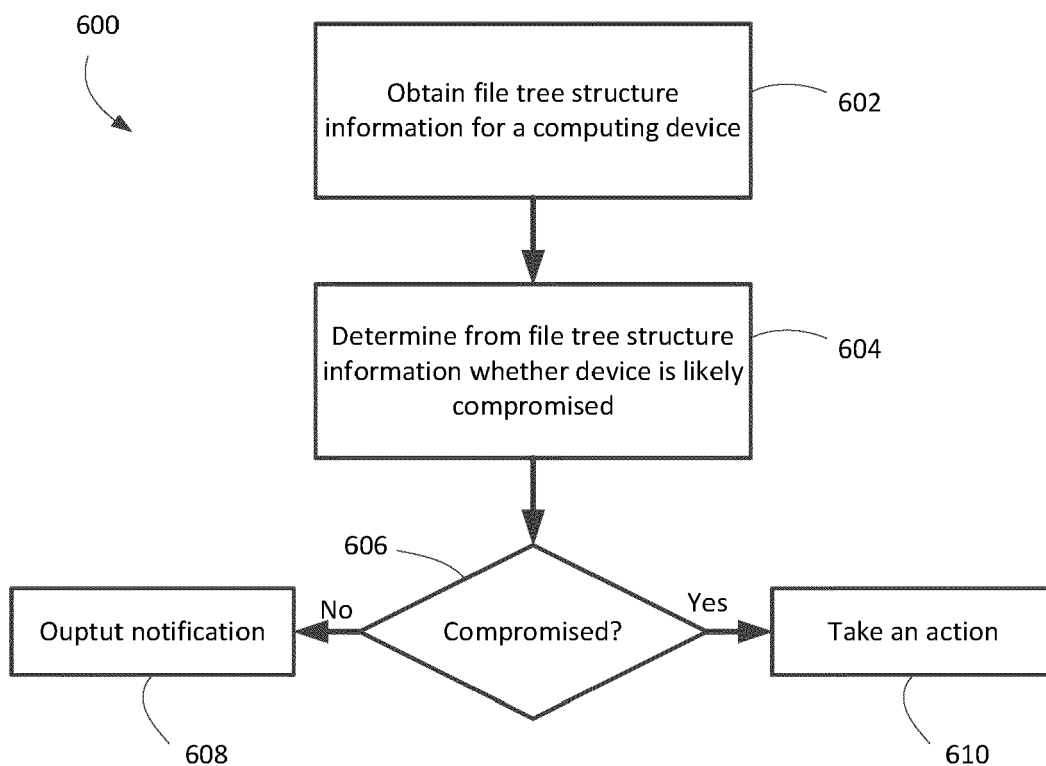 600
Obtain file tree structure
information for a computing device
602
Determine from file tree structure
information whether device is likely
compromised
604
606
No
Yes
Ouptut notification
Compromised?
Take an action
608
610